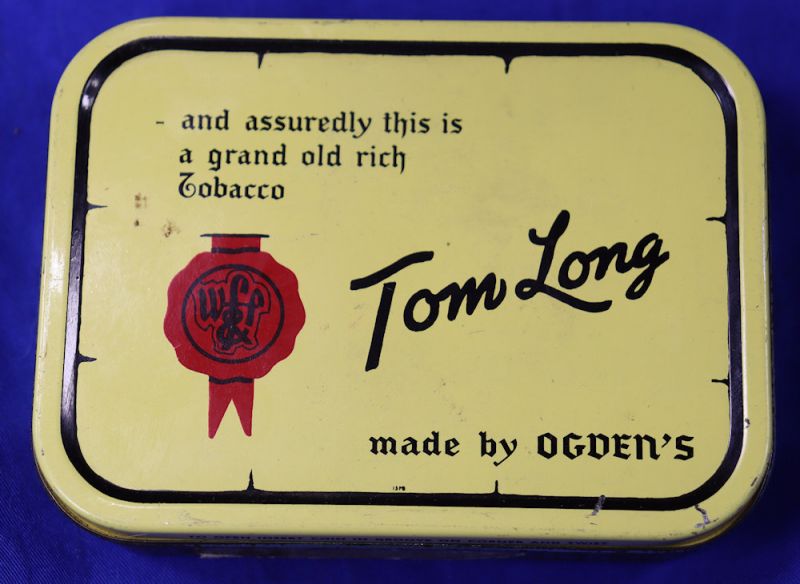 - and assuredly this is
a grand old rich
Tobacco
Tom Long
made by OGDEN'S